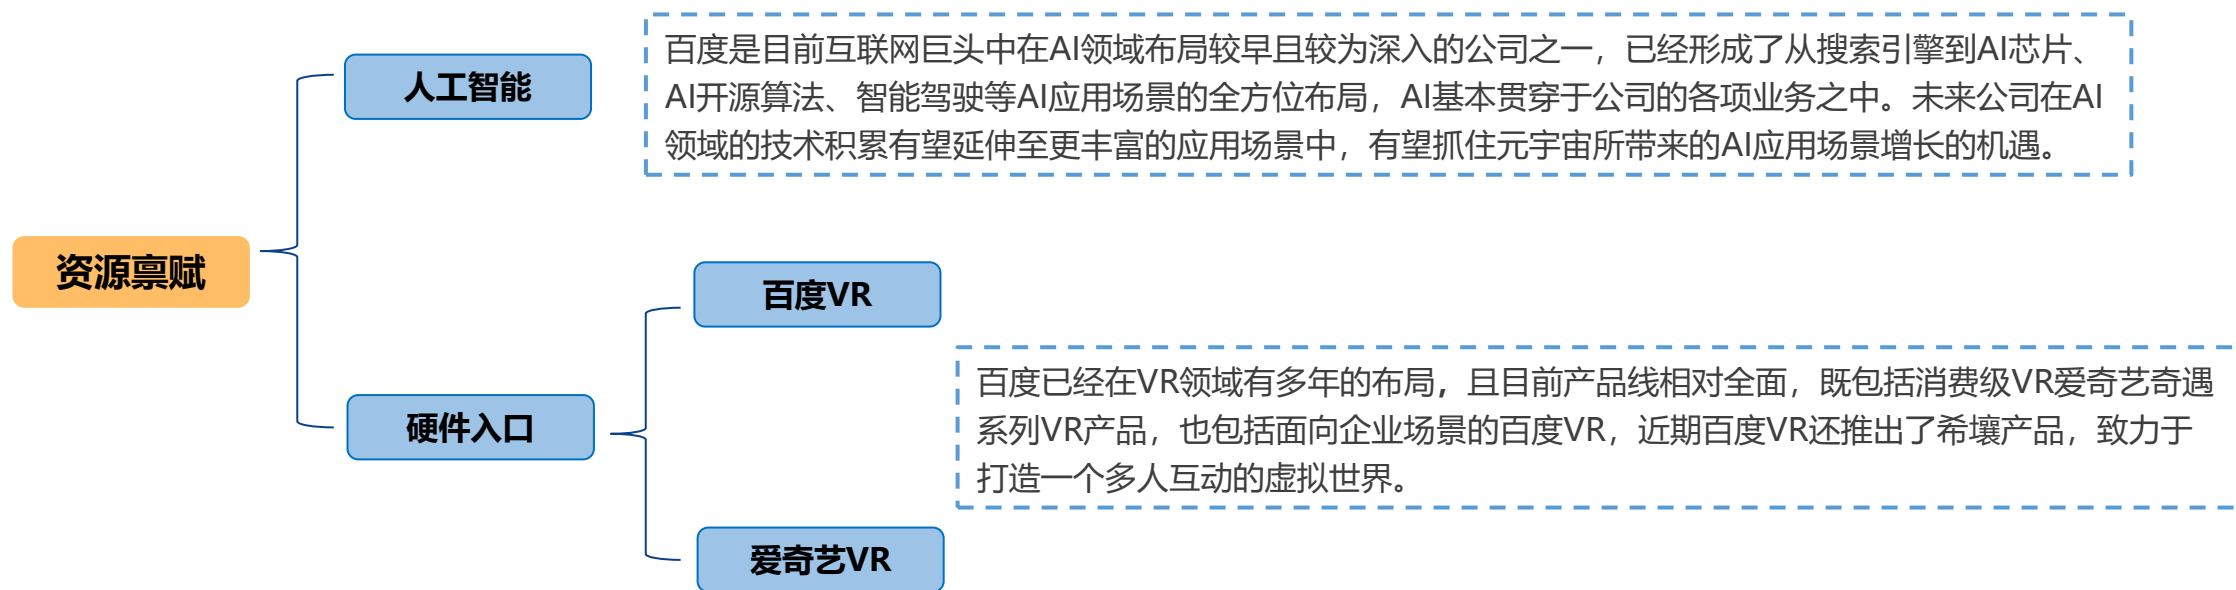 人工智能
百度是目前互联网巨头中在AI领域布局较早且较为深入的公司之一，已经形成了从搜索引擎到AI芯片、
AI开源算法、智能驾驶等AI应用场景的全方位布局，AI基本贯穿于公司的各项业务之中。未来公司在AI
领域的技术积累有望延伸至更丰富的应用场景中，有望抓住元宇宙所带来的AI应用场景增长的机遇。
资源禀赋
硬件入口
百度VR
百度已经在VR领域有多年的布局，且目前产品线相对全面，既包括消费级VR爱奇艺奇遇
系列VR产品，也包括面向企业场景的百度VR，近期百度VR还推出了希壤产品，致力于
打造一个多人互动的虚拟世界。
爱奇艺VR